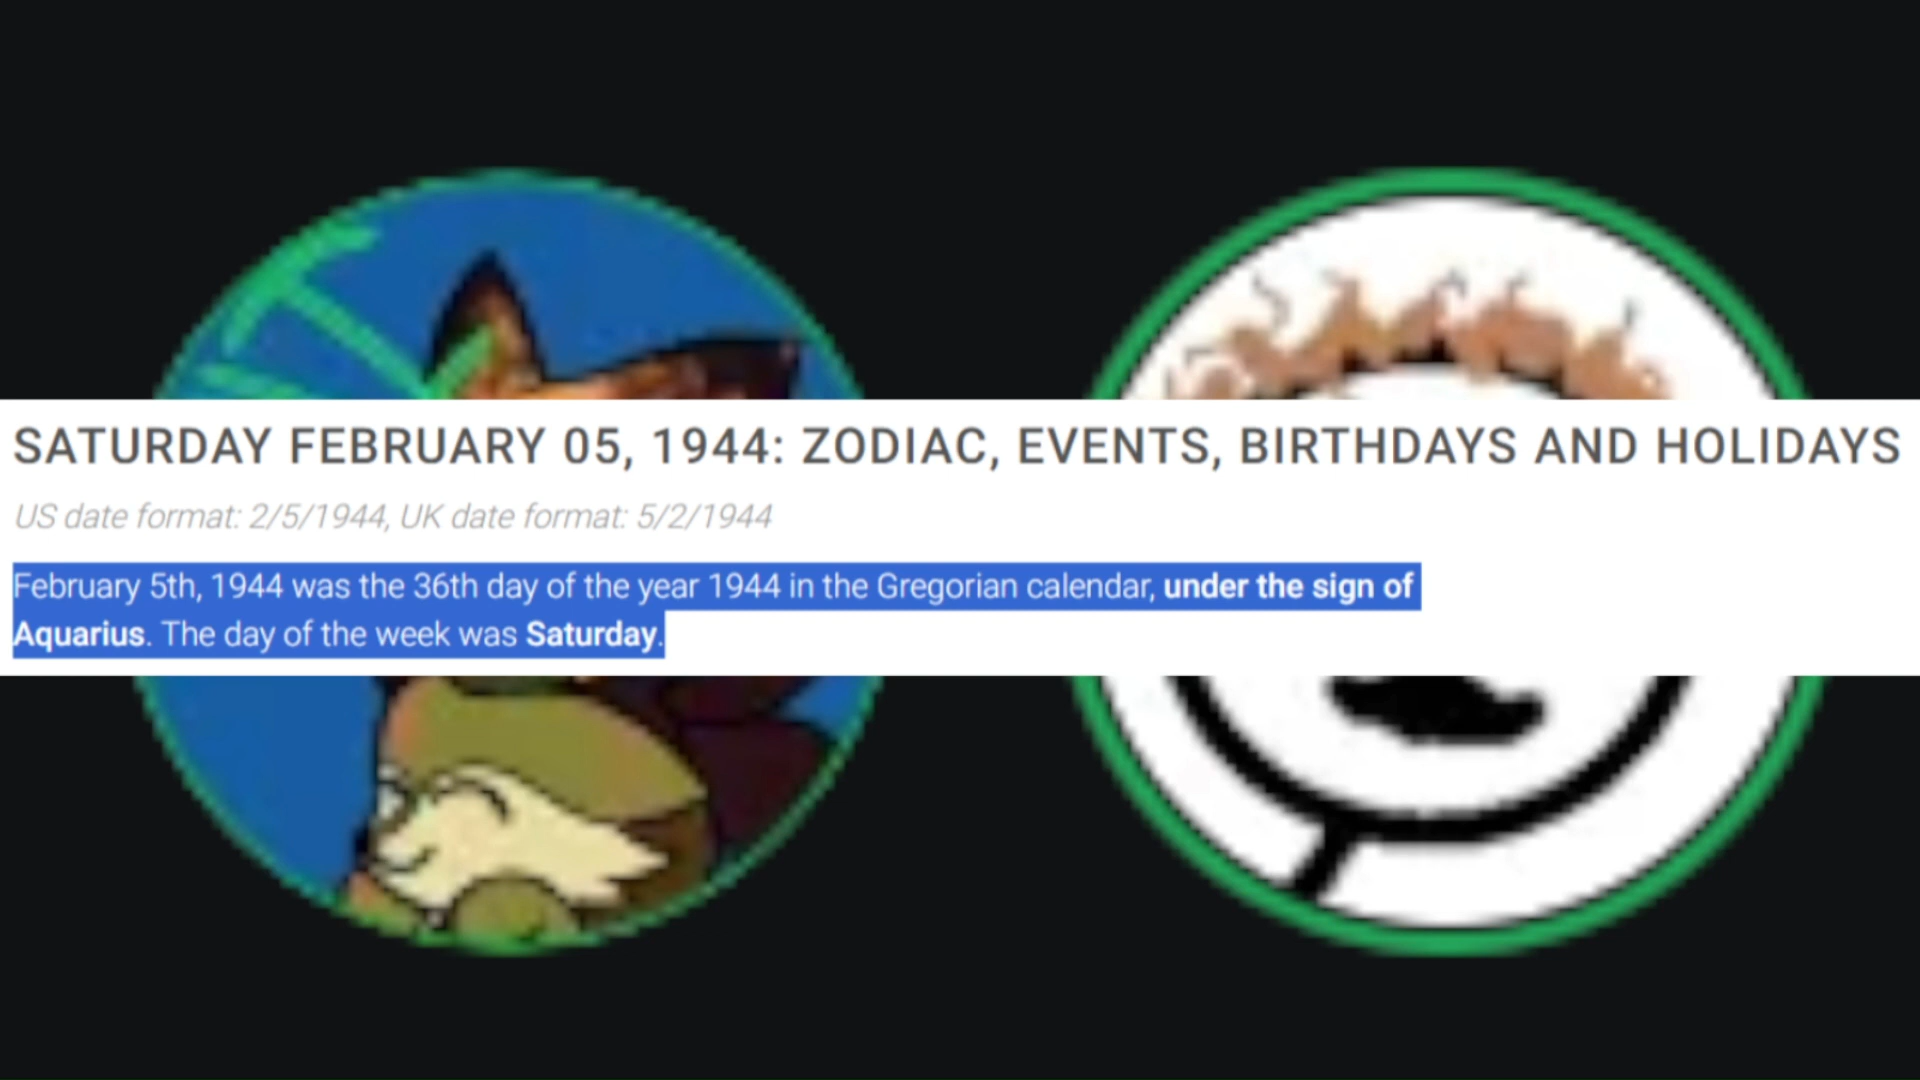 SATURDAY FEBRUARY 05, 1944: ZODIAC, EVENTS, BIRTHDAYS AND HOLIDAYS
US date format: 2/5/1944, UK date format: 5/2/1944
February 5th, 1944 was the 36th day of the year 1944 in the Gregorian calendar, under the sign of
Aquarius. The day of the week was Saturday.